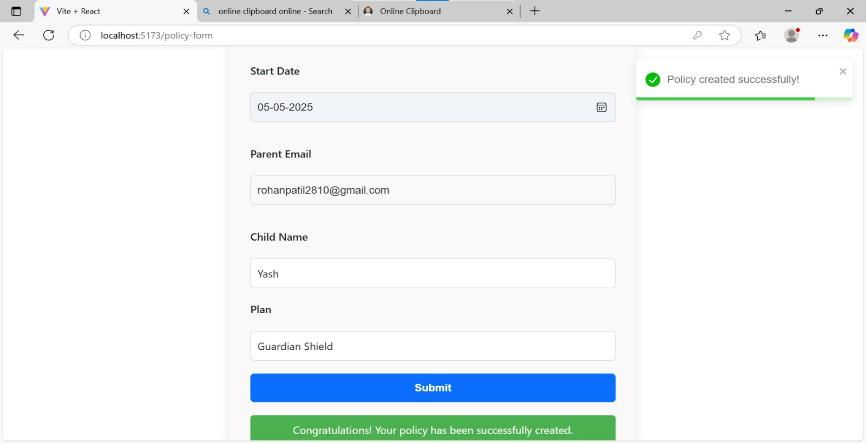 Vite + React
online clipboard online - Search
Online Clipboard
localhost:5173/policy-form
Start Date
Policy created successfully!
05-05-2025
Parent Email
rohanpatil2810@gmail.com
Child Name
Yash
Plan
Guardian Shield
Submit
Congratulations! Your policy has been successfully created.